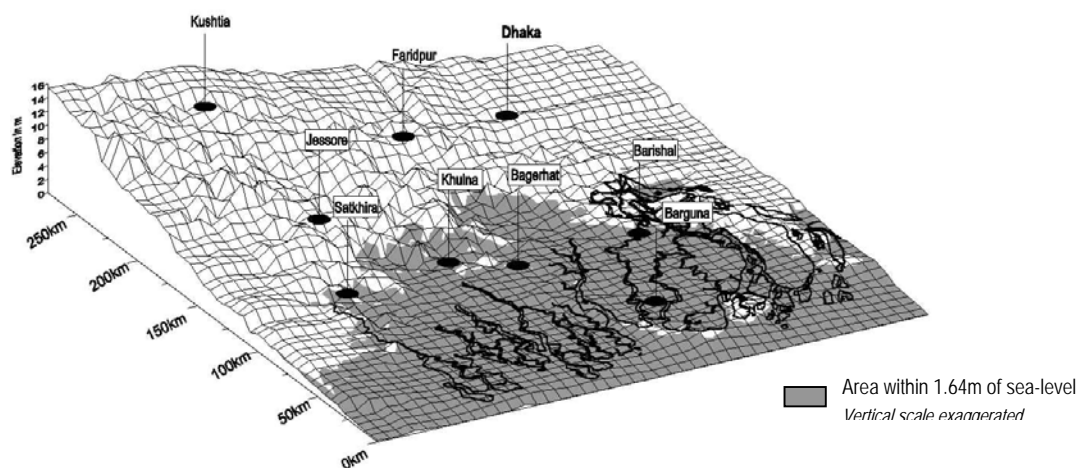 Kushtia
Dhaka
Faridpur
16
14
12
10
8
6
4
2
0
Elevation in m
Jessore
Barishal
Khulna
Bagerhat
Satkhira
Barguna
250km
200km
150km
100km
50km
0km
Area within 1.64m of sea-level
Vertical scale exaggerated